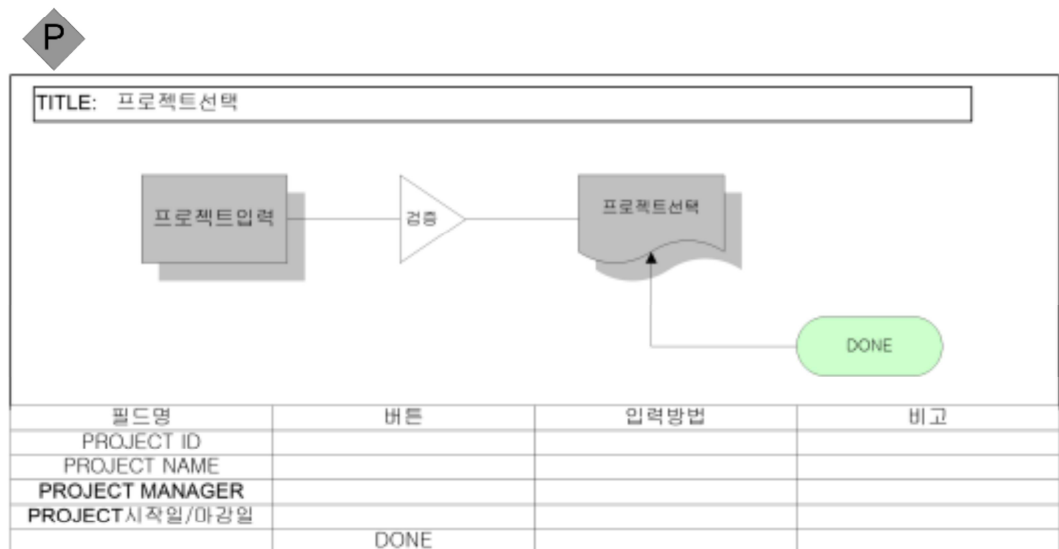 P
TITLE: 프로젝트선택
프로젝트입력
검증
프로젝트선택
DONE
필드명 버튼 입력방법 비고
PROJECT ID
PROJECT NAME
PROJECT MANAGER
PROJECT시작일/마감일
DONE